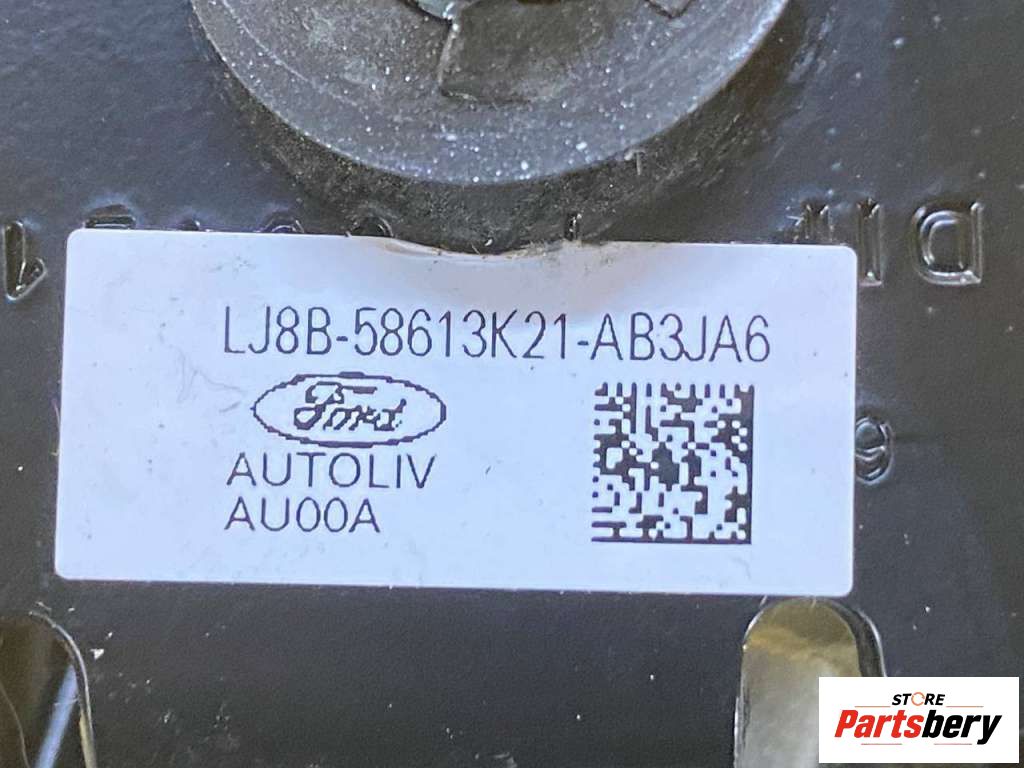 LJ8B-58613K21-AB3JA6
Ford
AUTOLIV
AU00A
STORE
Partsbery